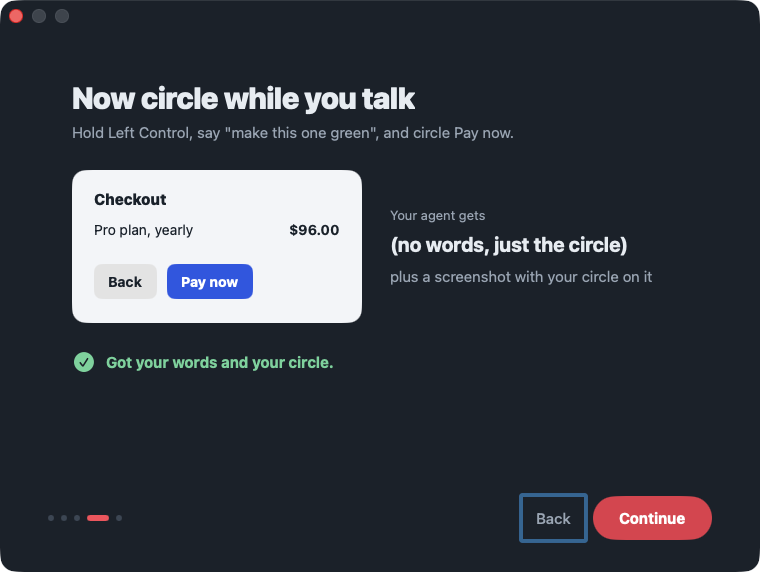 Now circle while you talk
Hold Left Control, say "make this one green", and circle Pay now.
Checkout
Pro plan, yearly $96.00
Back Pay now
Your agent gets
(no words, just the circle)
plus a screenshot with your circle on it
Got your words and your circle.
Back Continue